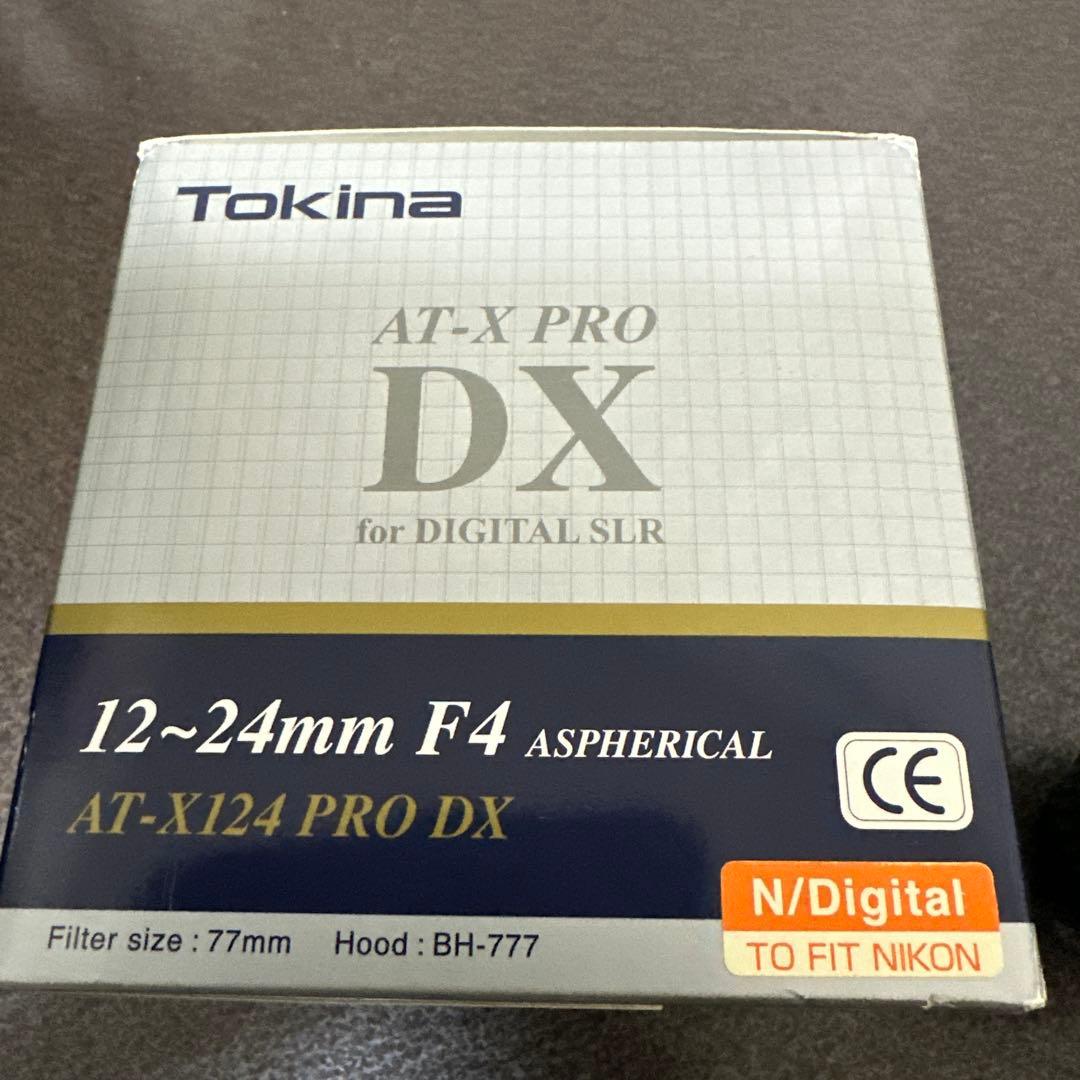 Tokina
AT-X PRO
DX
for DIGITAL SLR
12~24mm F4 ASPHERICAL
AT-X124 PRO DX
CE
N/Digital
TO FIT NIKON
Filter size : 77mm Hood : BH-777